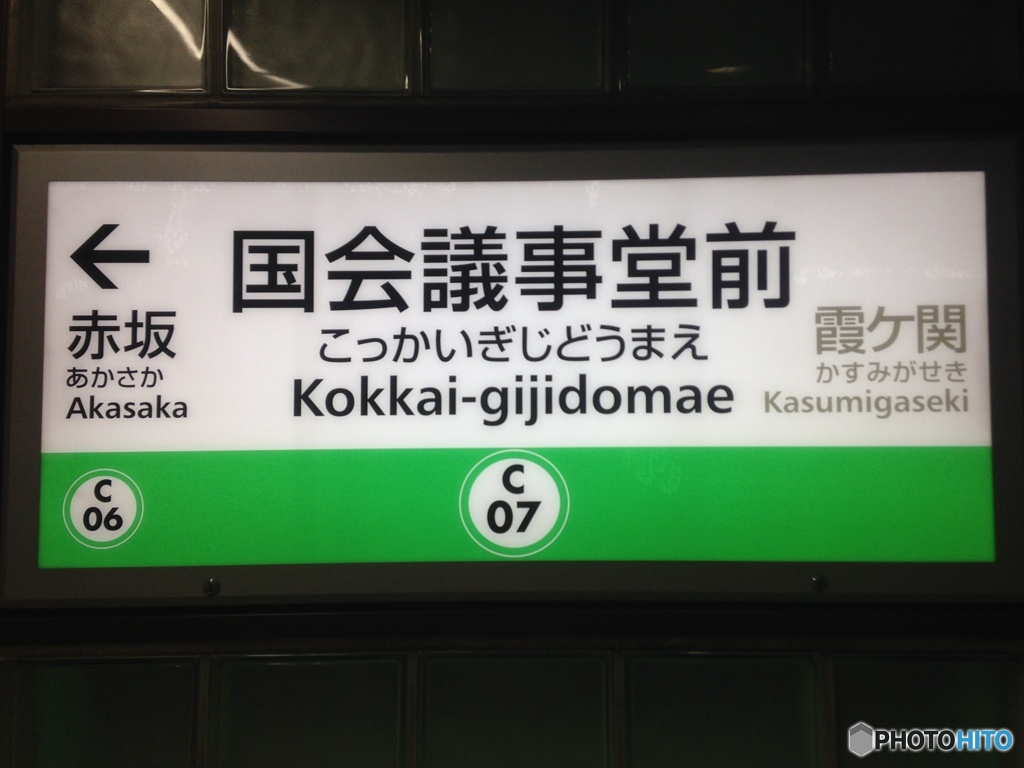 ←
国会議事堂前
こっかいぎじどうまえ
Kokkai-gijidomae
赤坂
あかさか
Akasaka
霞ケ関
かすみがせき
Kasumigaseki
C
06
C
07
PHOTOHITO